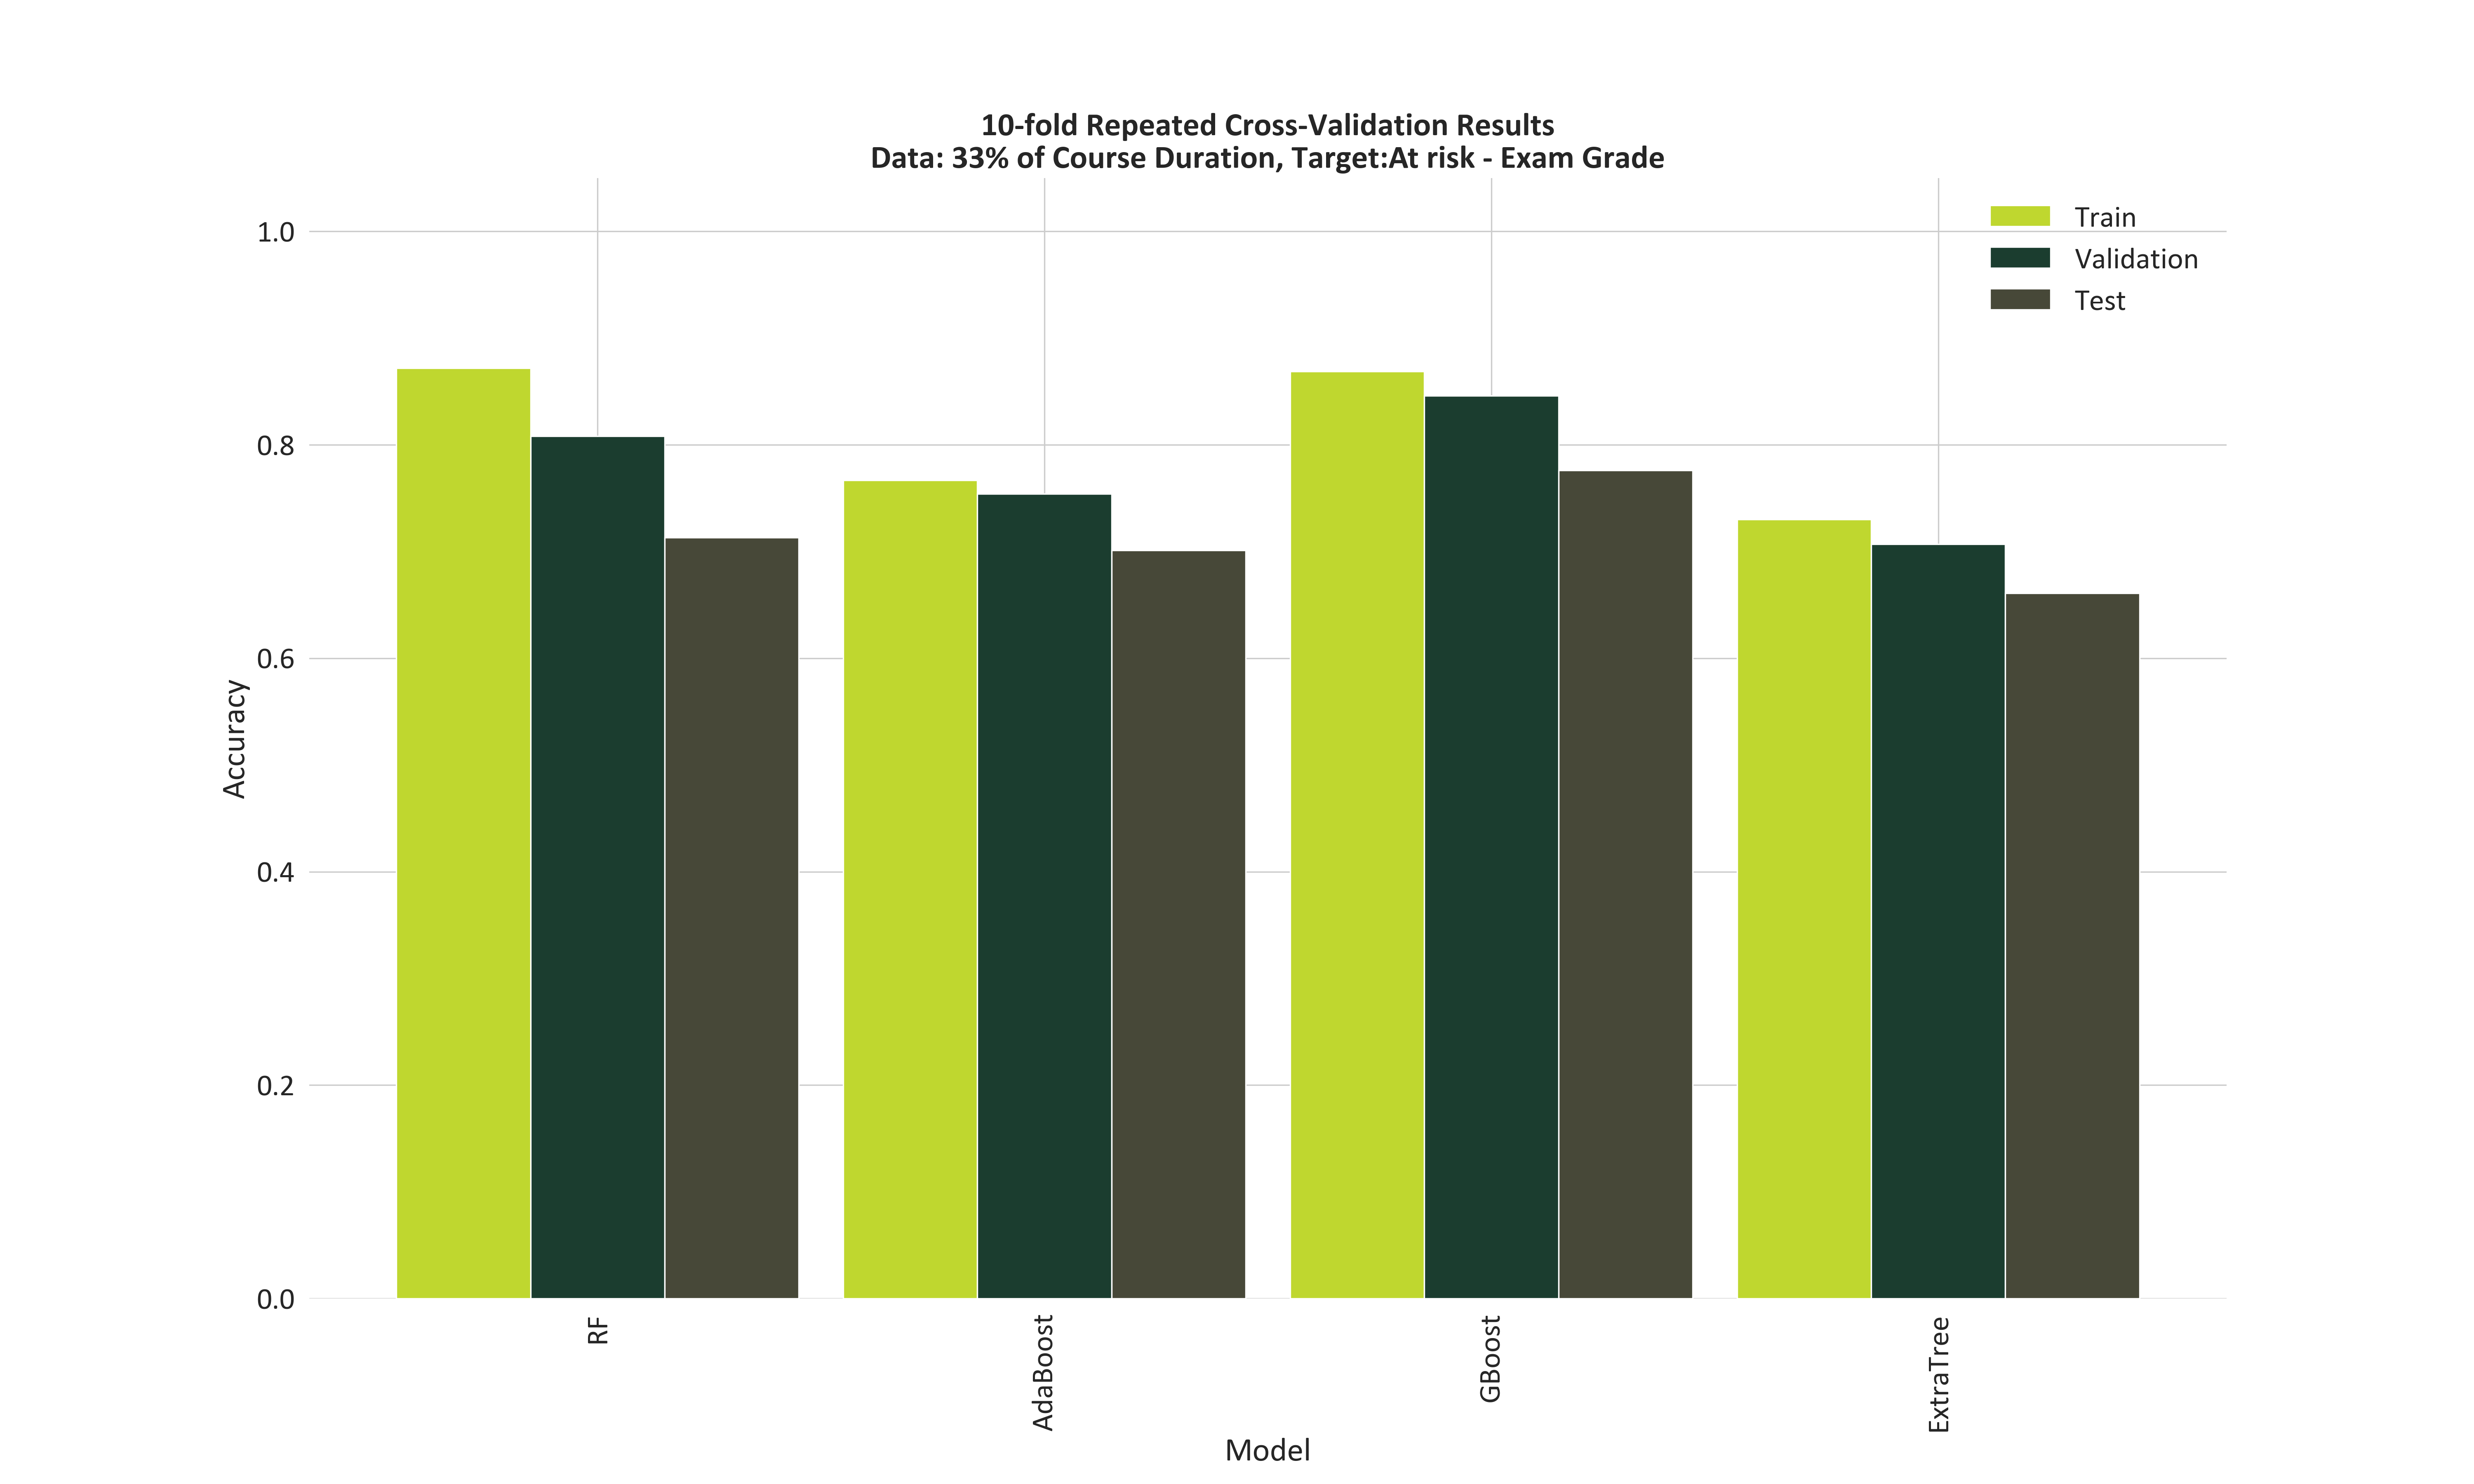 10-fold Repeated Cross-Validation Results
Data: 33% of Course Duration, Target:At risk - Exam Grade
Train
Validation
Test
1.0
0.8
0.6
0.4
0.2
0.0
Accuracy
RF
AdaBoost
GBoost
ExtraTree
Model